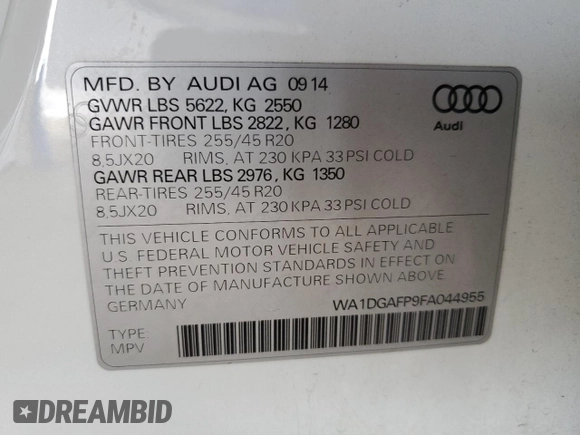 MFD. BY AUDI AG 09 14
GVWR LBS 5622, KG 2550
GAWR FRONT LBS 2822, KG 1280
FRONT-TIRES 255/45 R20
8,5JX20 RIMS, AT 230 KPA 33 PSI COLD
GAWR REAR LBS 2976, KG 1350
REAR-TIRES 255/45 R20
8,5JX20 RIMS, AT 230 KPA 33 PSI COLD
THIS VEHICLE CONFORMS TO ALL APPLICABLE
U.S. FEDERAL MOTOR VEHICLE SAFETY AND
THEFT PREVENTION STANDARDS IN EFFECT ON
THE DATE OF MANUFACTURE SHOWN ABOVE.
GERMANY
WA1DGAFP9FA044955
TYPE:
MPV
Audi
DREAMBID